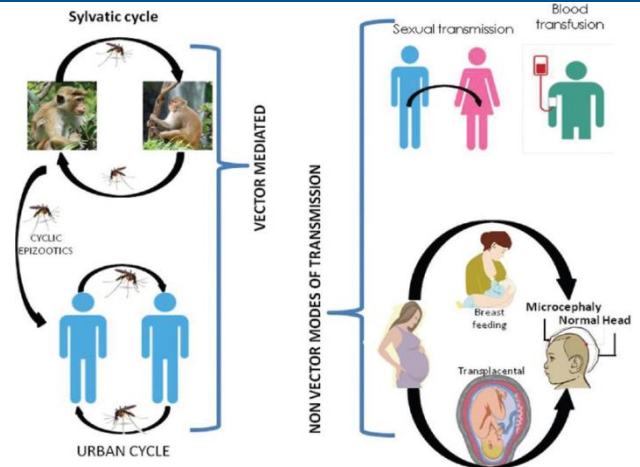 Sylvatic cycle
CYCLIC
EPIZOOTICS
URBAN CYCLE
VECTOR MEDIATED
NON VECTOR MODES OF TRANSMISSION
Sexual transmission
Blood
transfusion
Breast
feeding
Transplacental
Microcephaly
Normal Head